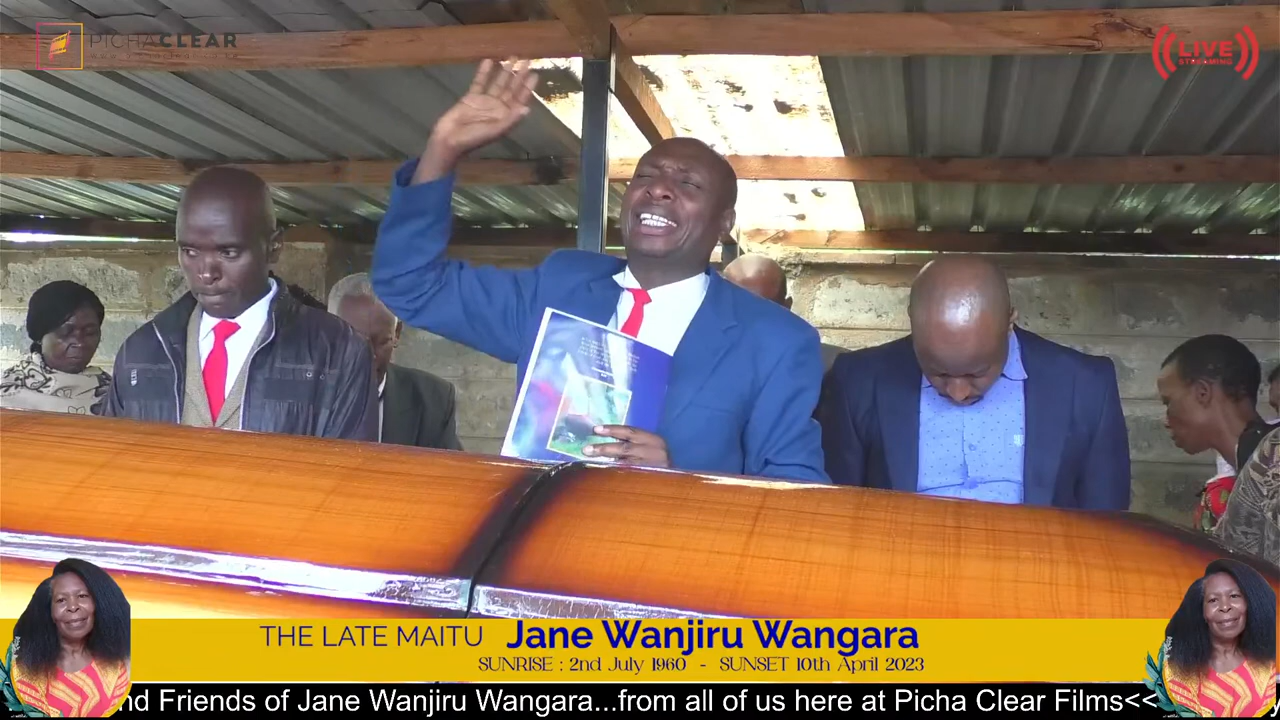 PICHACLEAR
LIVE
STREAMING
THE LATE MAITU Jane Wanjiru Wangara
SUNRISE : 2nd July 1960 - SUNSET 10th April 2023
nd Friends of Jane Wanjiru Wangara...from all of us here at Picha Clear Films<<